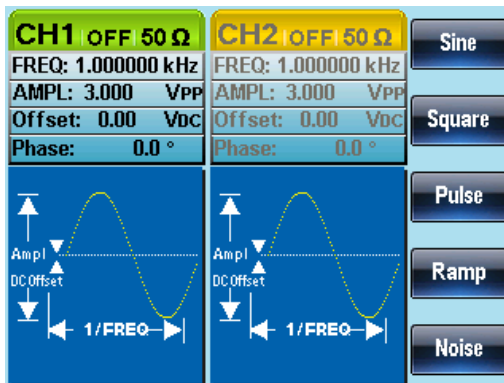 CH1 OFF 50 Ω
FREQ: 1.000000 kHz
AMPL: 3.000 VPP
Offset: 0.00 VDC
Phase: 0.0 °
Ampl
DC Offset
1/FREQ
CH2 OFF 50 Ω
FREQ: 1.000000 kHz
AMPL: 3.000 VPP
Offset: 0.00 VDC
Phase: 0.0 °
Ampl
DC Offset
1/FREQ
Sine
Square
Pulse
Ramp
Noise